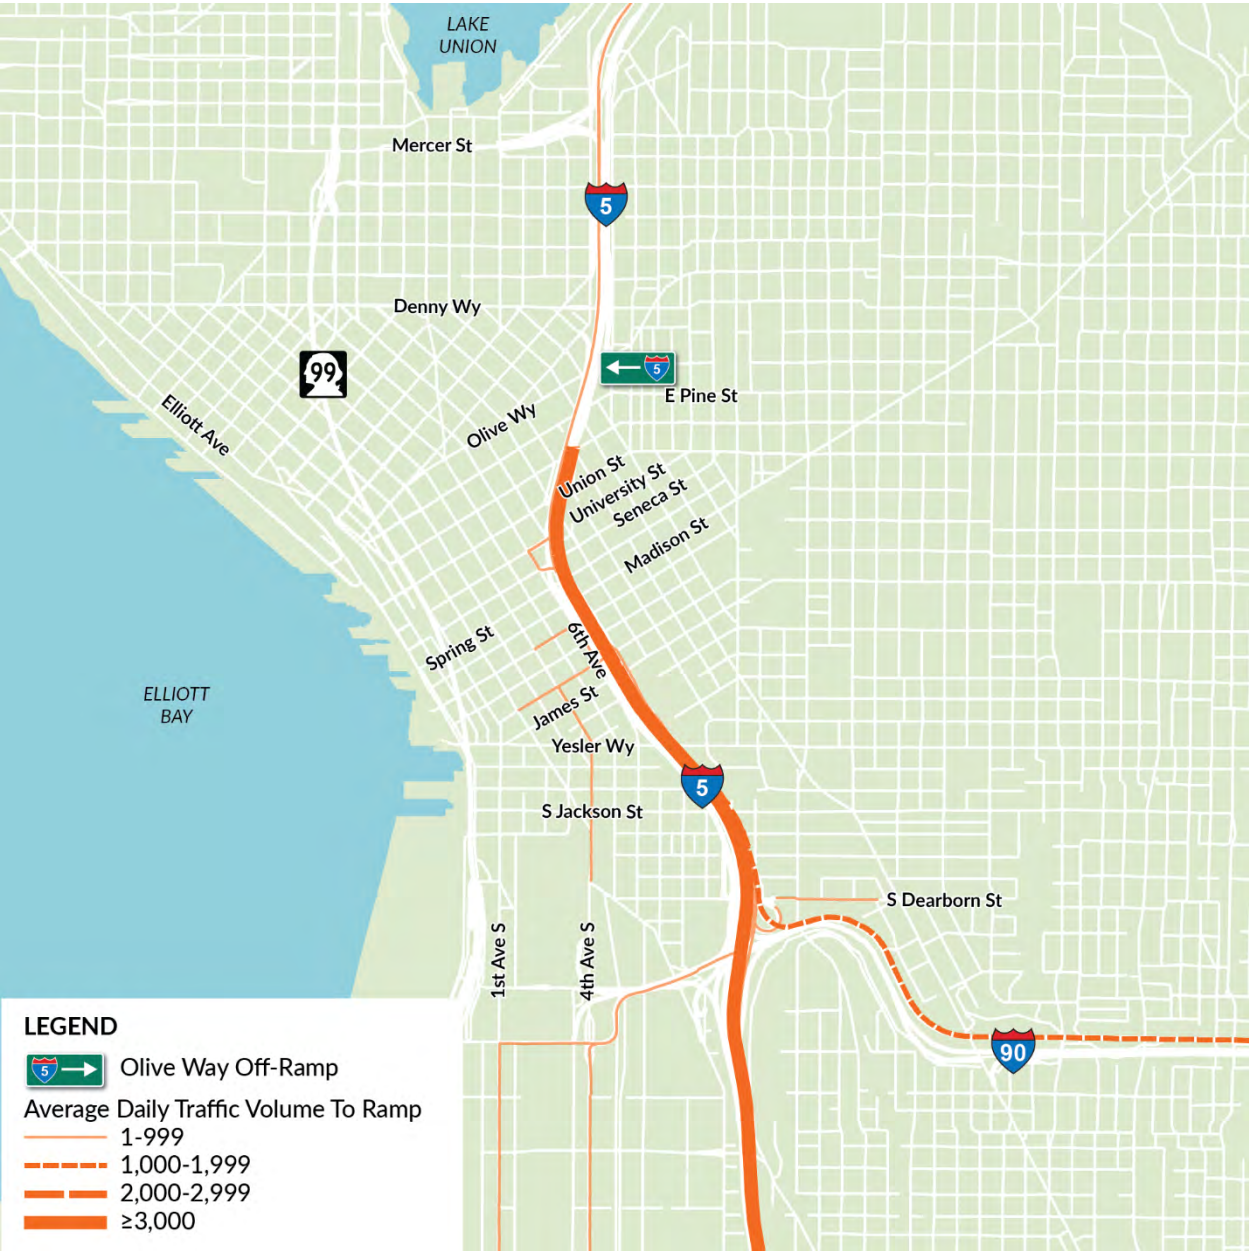 LAKE
UNION
Mercer St
5
Denny Wy
99
5
E Pine St
Elliott Ave
Olive Wy
Union St
University St
Seneca St
Madison St
6th Ave
Spring St
ELLIOTT
BAY
James St
Yesler Wy
5
S Jackson St
S Dearborn St
1st Ave S
4th Ave S
90
LEGEND
5 Olive Way Off-Ramp
Average Daily Traffic Volume To Ramp
1-999
1,000-1,999
2,000-2,999
≥3,000